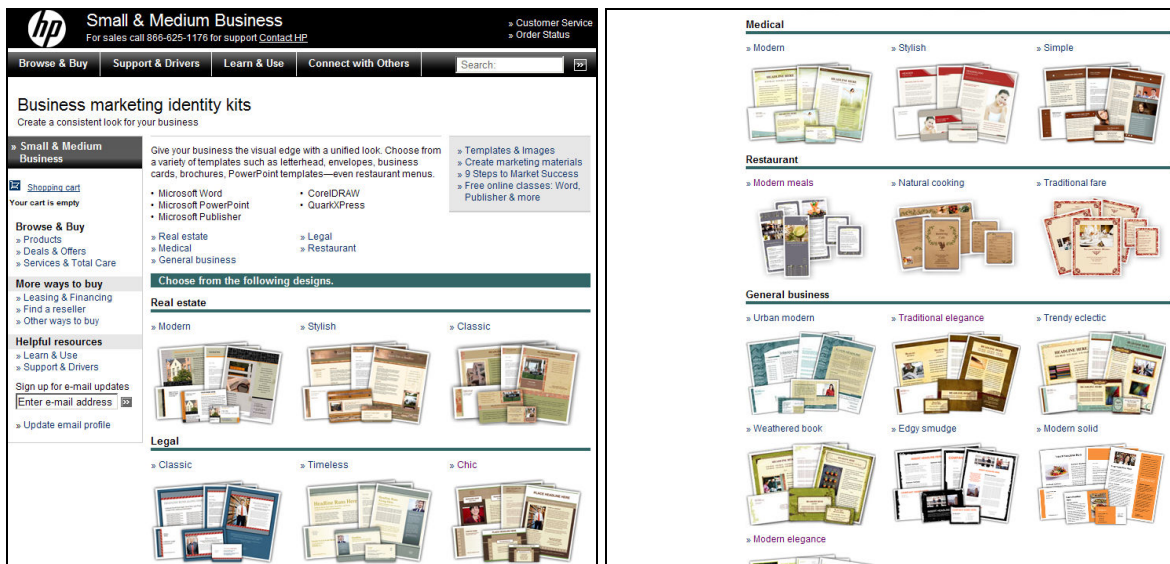 hp
Small & Medium Business
For sales call 866-625-1176 for support Contact HP
» Customer Service
» Order Status
Browse & Buy
Support & Drivers
Learn & Use
Connect with Others
Search:
»
Business marketing identity kits
Create a consistent look for your business
» Small & Medium
Business
Shopping cart
Your cart is empty
Browse & Buy
» Products
» Deals & Offers
» Services & Total Care
More ways to buy
» Leasing & Financing
» Find a reseller
» Other ways to buy
Helpful resources
» Learn & Use
» Support & Drivers
Sign up for e-mail updates
Enter e-mail address »
» Update email profile
Give your business the visual edge with a unified look. Choose from
a variety of templates such as letterhead, envelopes, business
cards, brochures, PowerPoint templates—even restaurant menus.
• Microsoft Word
• Microsoft PowerPoint
• Microsoft Publisher
• CorelDRAW
• QuarkXPress
» Real estate
» Medical
» General business
» Legal
» Restaurant
» Templates & Images
» Create marketing materials
» 9 Steps to Market Success
» Free online classes: Word,
Publisher & more
Choose from the following designs.
Real estate
» Modern
» Stylish
» Classic
Legal
» Classic
» Timeless
» Chic
Medical
» Modern
» Stylish
» Simple
Restaurant
» Modern meals
» Natural cooking
» Traditional fare
General business
» Urban modern
» Traditional elegance
» Trendy eclectic
» Weathered book
» Edgy smudge
» Modern solid
» Modern elegance